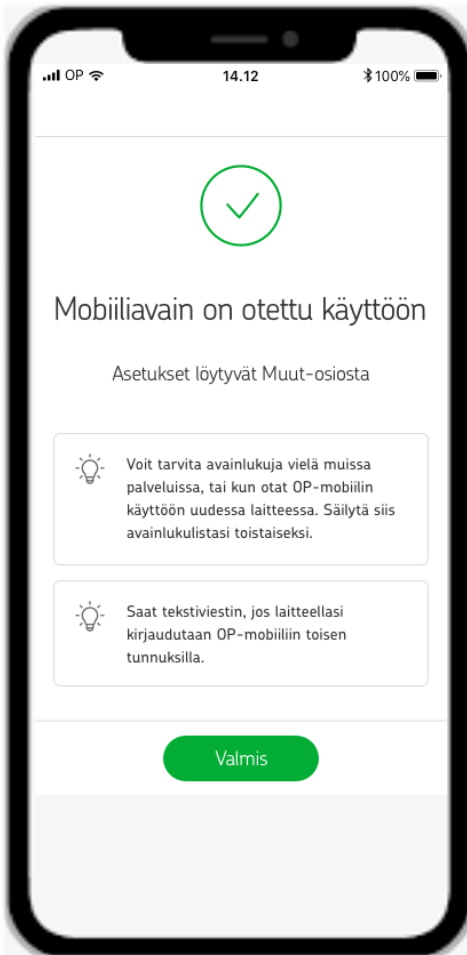 OP 14.12 100%
Mobiiliavain on otettu käyttöön
Asetukset löytyvät Muut-osiosta
Voit tarvita avainlukuja vielä muissa
palveluissa, tai kun otat OP-mobiilin
käyttöön uudessa laitteessa. Säilytä siis
avainlukulistasi toistaiseksi.
Saat tekstiviestin, jos laitteellasi
kirjaudutaan OP-mobiiliin toisen
tunnuksilla.
Valmis